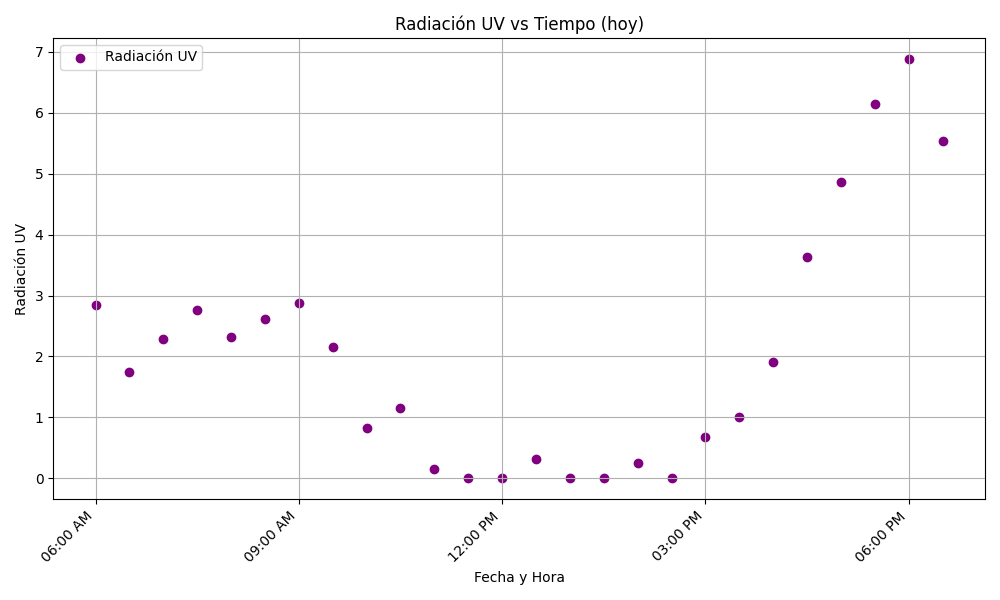 Radiación UV vs Tiempo (hoy)
Radiación UV
7
6
5
4
3
2
1
0
Radiación UV
06:00 AM
09:00 AM
12:00 PM
03:00 PM
06:00 PM
Fecha y Hora